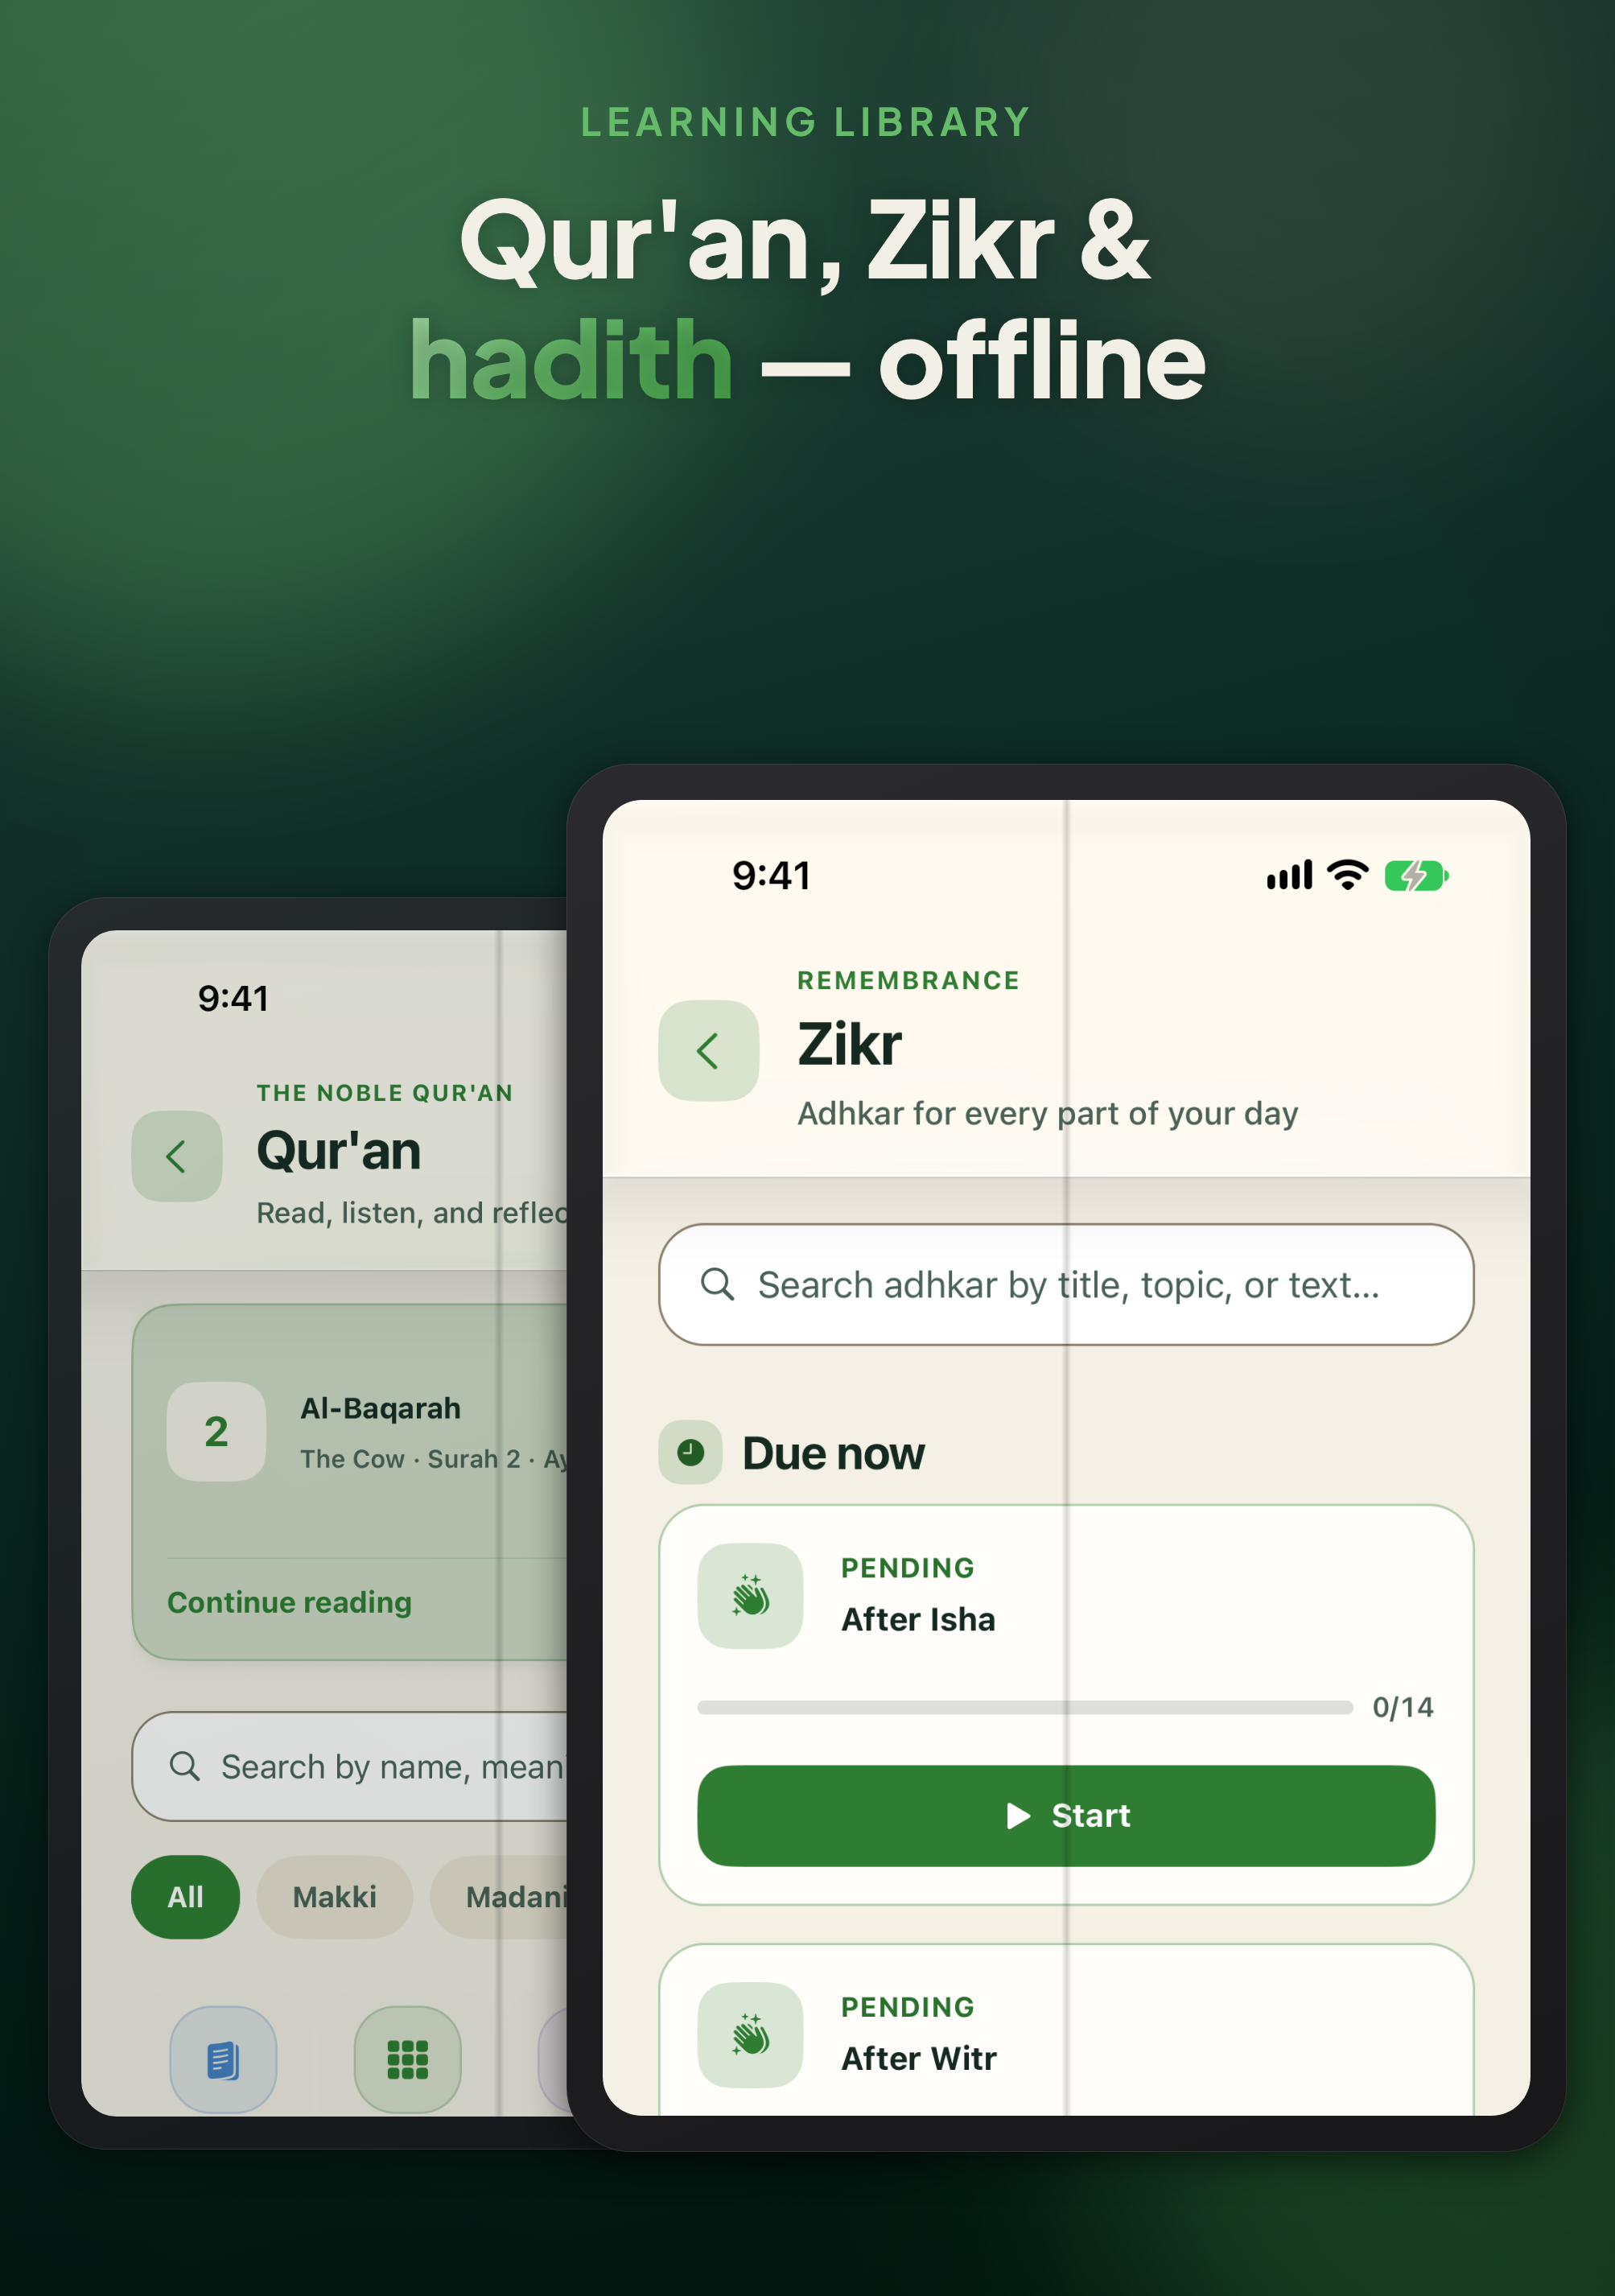 LEARNING LIBRARY
Qur'an, Zikr &
hadith — offline
9:41
THE NOBLE QUR'AN
Qur'an
Read, listen, and
2
Al-Baqarah
The Cow · Surah 2 ·
Continue reading
Search by name,
All
Makki
Madani
9:41
REMEMBRANCE
Zikr
Adhkar for every part of your day
Search adhkar by title, topic, or text...
Due now
PENDING
After Isha
0/14
Start
PENDING
After Witr